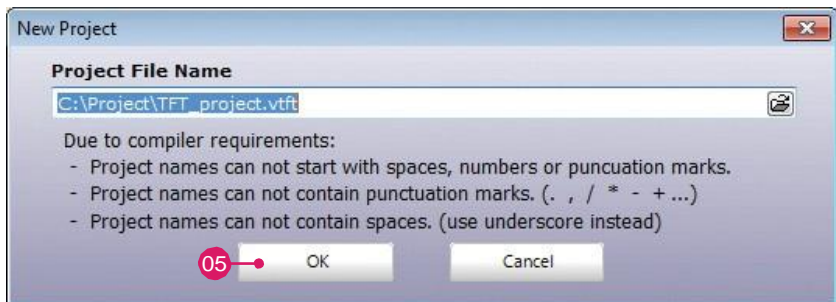 New Project
Project File Name
C:\Project\TFT_project.vtft
Due to compiler requirements:
- Project names can not start with spaces, numbers or puncuation marks.
- Project names can not contain punctuation marks. (. , / * - + ...)
- Project names can not contain spaces. (use underscore instead)
05 OK Cancel